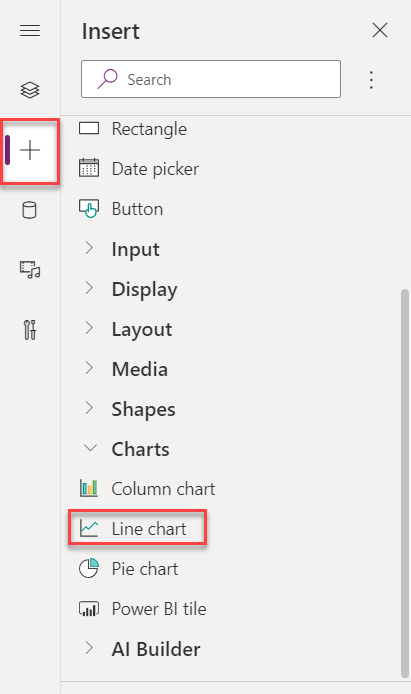 Insert
Search
Rectangle
Date picker
Button
Input
Display
Layout
Media
Shapes
Charts
Column chart
Line chart
Pie chart
Power BI tile
AI Builder